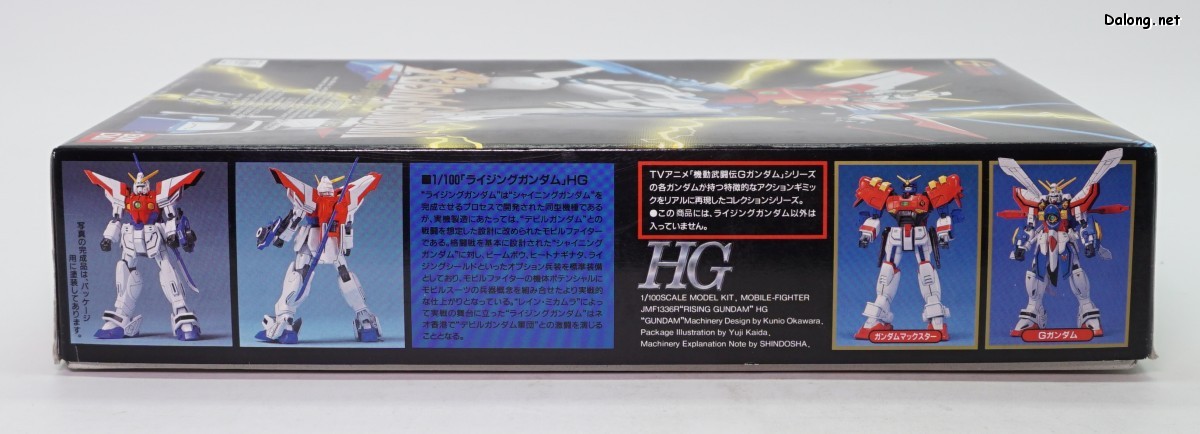 Dalong.net
写真の完成品は、パッケージ
用に塗装してあります。
■1/100「ライジングガンダム」HG
"ライジングガンダム"は"シャイニングガンダム"を
完成させるプロセスで開発された同型機種である
が、実機製造にあたっては、"デビルガンダム"との
戦闘を想定した設計に改められたモビルファイター
である。格闘戦を基本に設計された"シャイニング
ガンダム"に対し、ビームボウ、ヒートナギナタ、ライ
ジングシールドといったオプション兵装を標準装備
としており、モビルファイターの機体ポテンシャルに
モビルスーツの兵器概念を組み合せたより実戦的
な仕上がりとなっている。"レイン・ミカムラ"によっ
て実戦の舞台に立った"ライジングガンダム"はネ
オ香港で"デビルガンダム軍団"との激闘を演じる
こととなる。
TVアニメ「機動武闘伝Gガンダム」シリーズ
の各ガンダムが持つ特徴的なアクションギミッ
クをリアルに再現したコレクションシリーズ。
●この商品には、ライジングガンダム以外は
入っていません。
HG
1/100SCALE MODEL KIT, MOBILE-FIGHTER
JMF1336R"RISING GUNDAM" HG
"GUNDAM"Machinery Design by Kunio Okawara.
Package Illustration by Yuji Kaida.
Machinery Explanation Note by SHINDOSHA.
ガンダムマックスター
Gガンダム